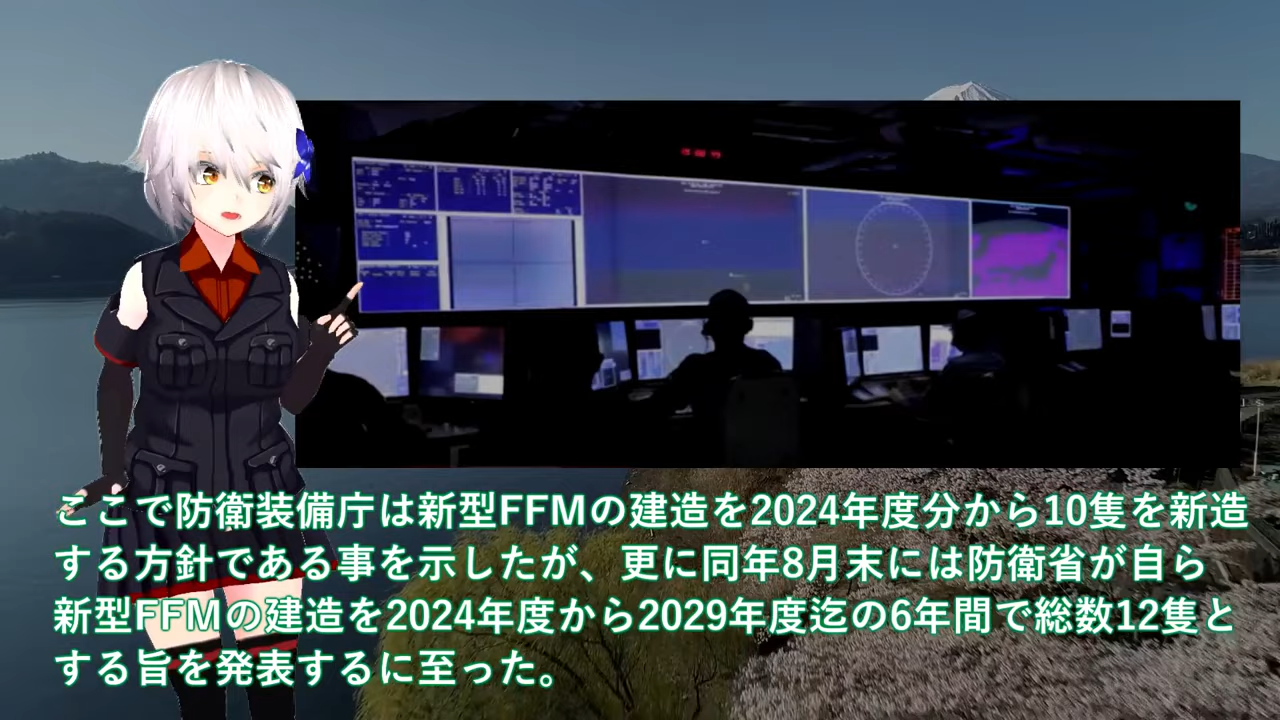 ここで防衛装備庁は新型FFMの建造を2024年度分から10隻を新造
する方針である事を示したが、更に同年8月末には防衛省が自ら
新型FFMの建造を2024年度から2029年度迄の6年間で総数12隻と
する旨を発表するに至った。